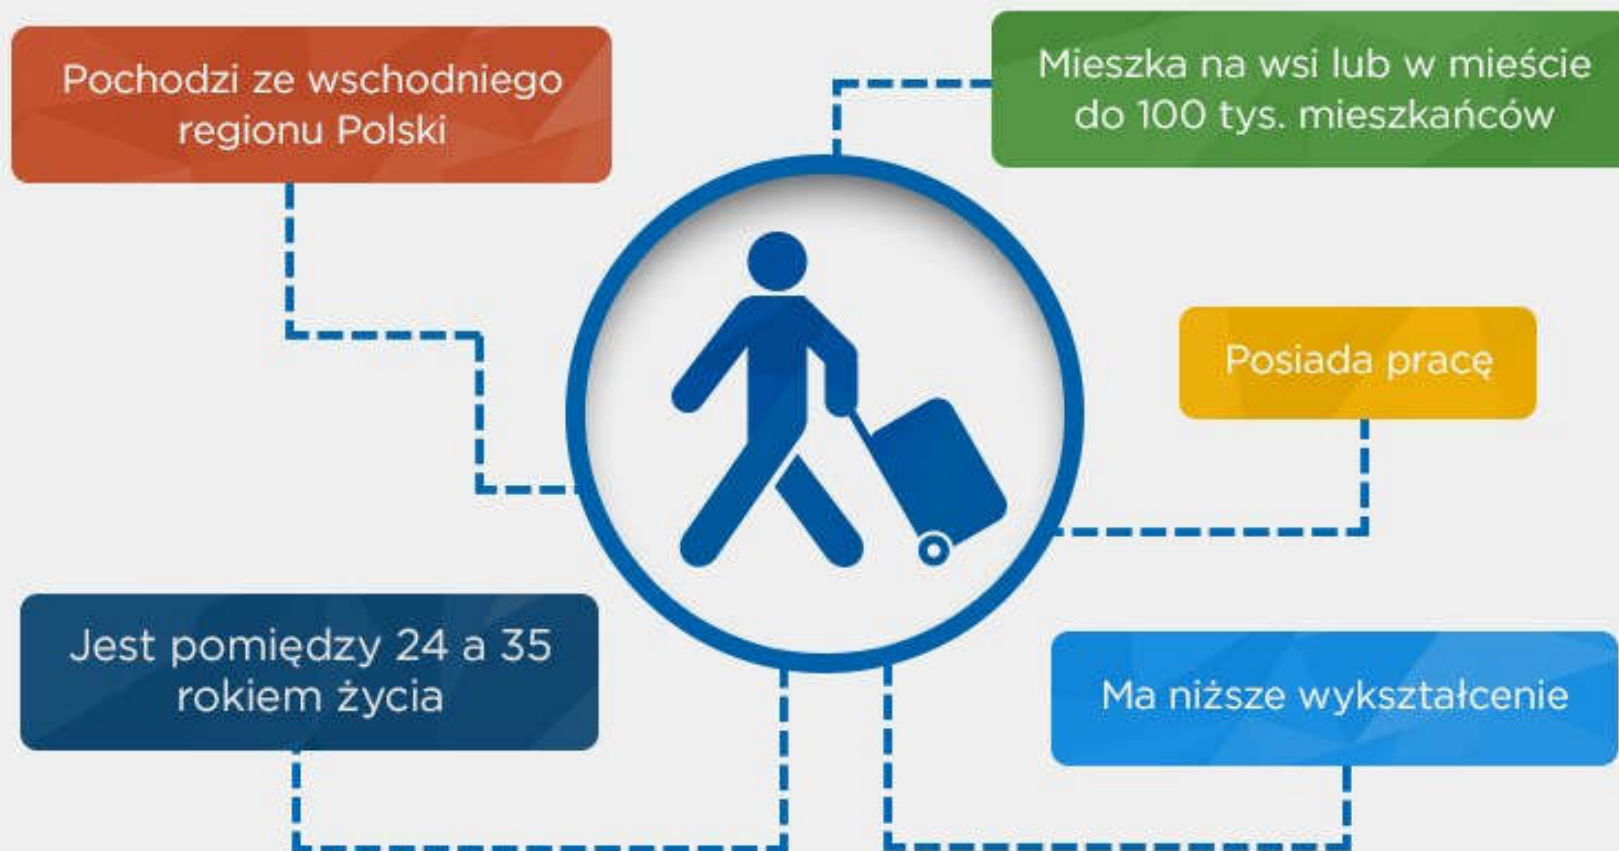 Pochodzi ze wschodniego
regionu Polski
Mieszka na wsi lub w mieście
do 100 tys. mieszkańców
Posiada pracę
Jest pomiędzy 24 a 35
rokiem życia
Ma niższe wykształcenie